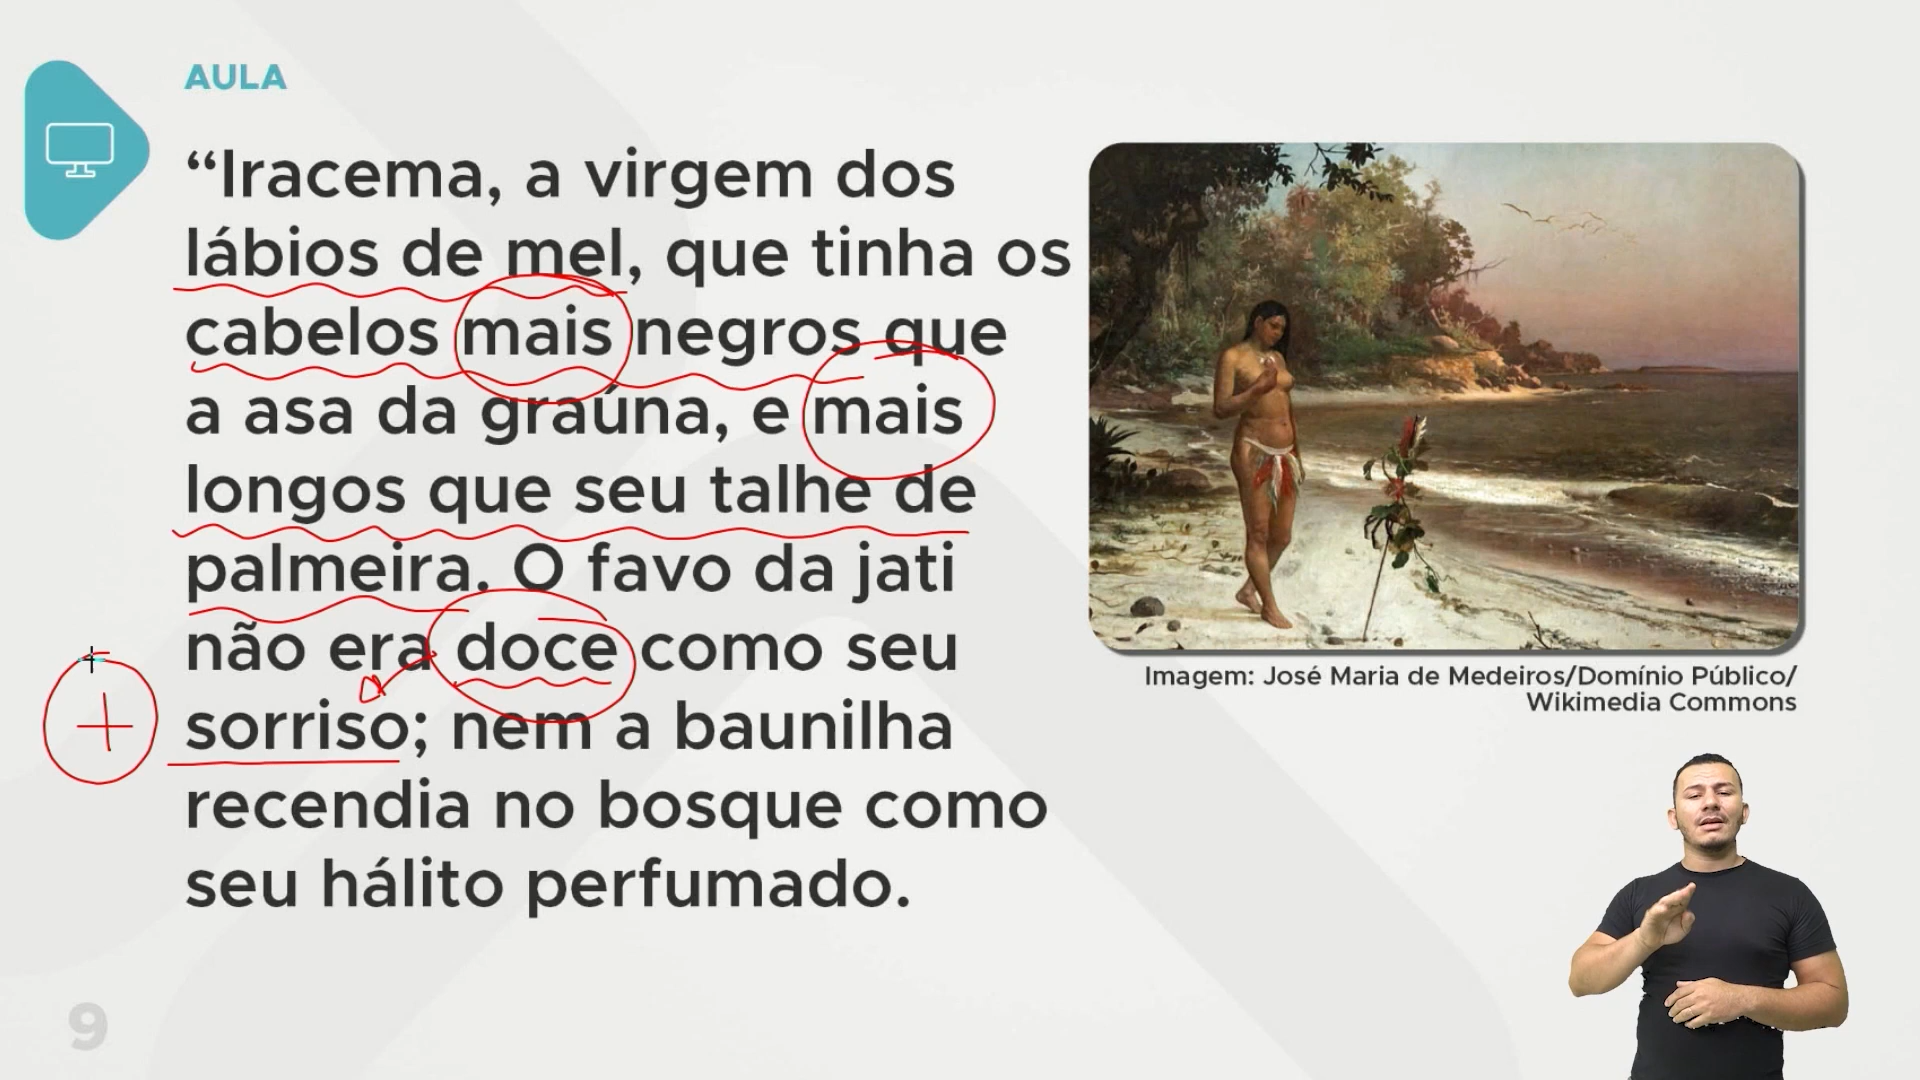 AULA
“Iracema, a virgem dos
lábios de mel, que tinha os
cabelos mais negros que
a asa da graúna, e mais
longos que seu talhe de
palmeira. O favo da jati
não era doce como seu
sorriso; nem a baunilha
recendia no bosque como
seu hálito perfumado.
+
Imagem: José Maria de Medeiros/Domínio Público/
Wikimedia Commons
9